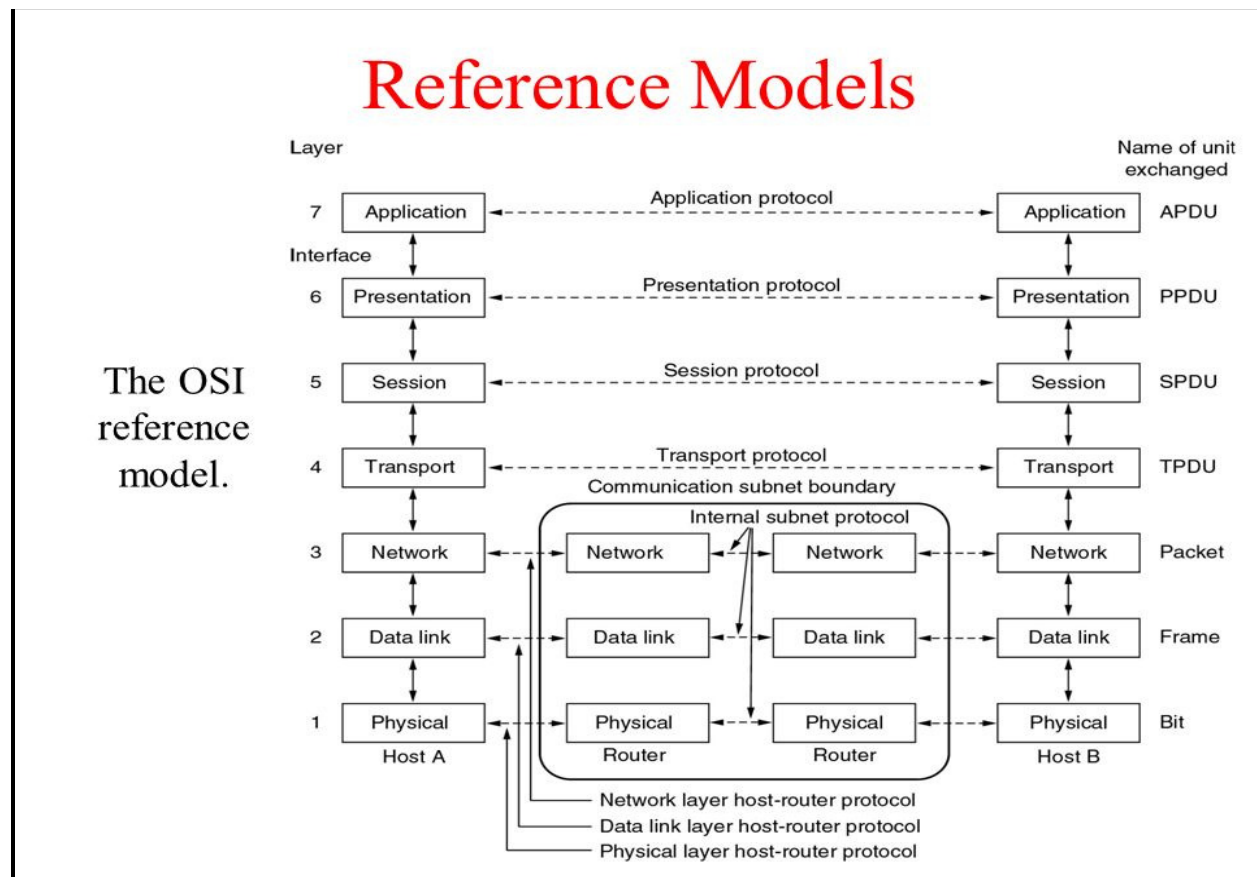 Reference Models
Layer
Name of unit
exchanged
7
Application
Application protocol
Application
APDU
Interface
6
Presentation
Presentation protocol
Presentation
PPDU
The OSI
reference
model.
5
Session
Session protocol
Session
SPDU
4
Transport
Transport protocol
Transport
TPDU
Communication subnet boundary
Internal subnet protocol
3
Network
Network
Network
Network
Packet
2
Data link
Data link
Data link
Data link
Frame
1
Physical
Physical
Physical
Physical
Bit
Host A
Router
Router
Host B
Network layer host-router protocol
Data link layer host-router protocol
Physical layer host-router protocol